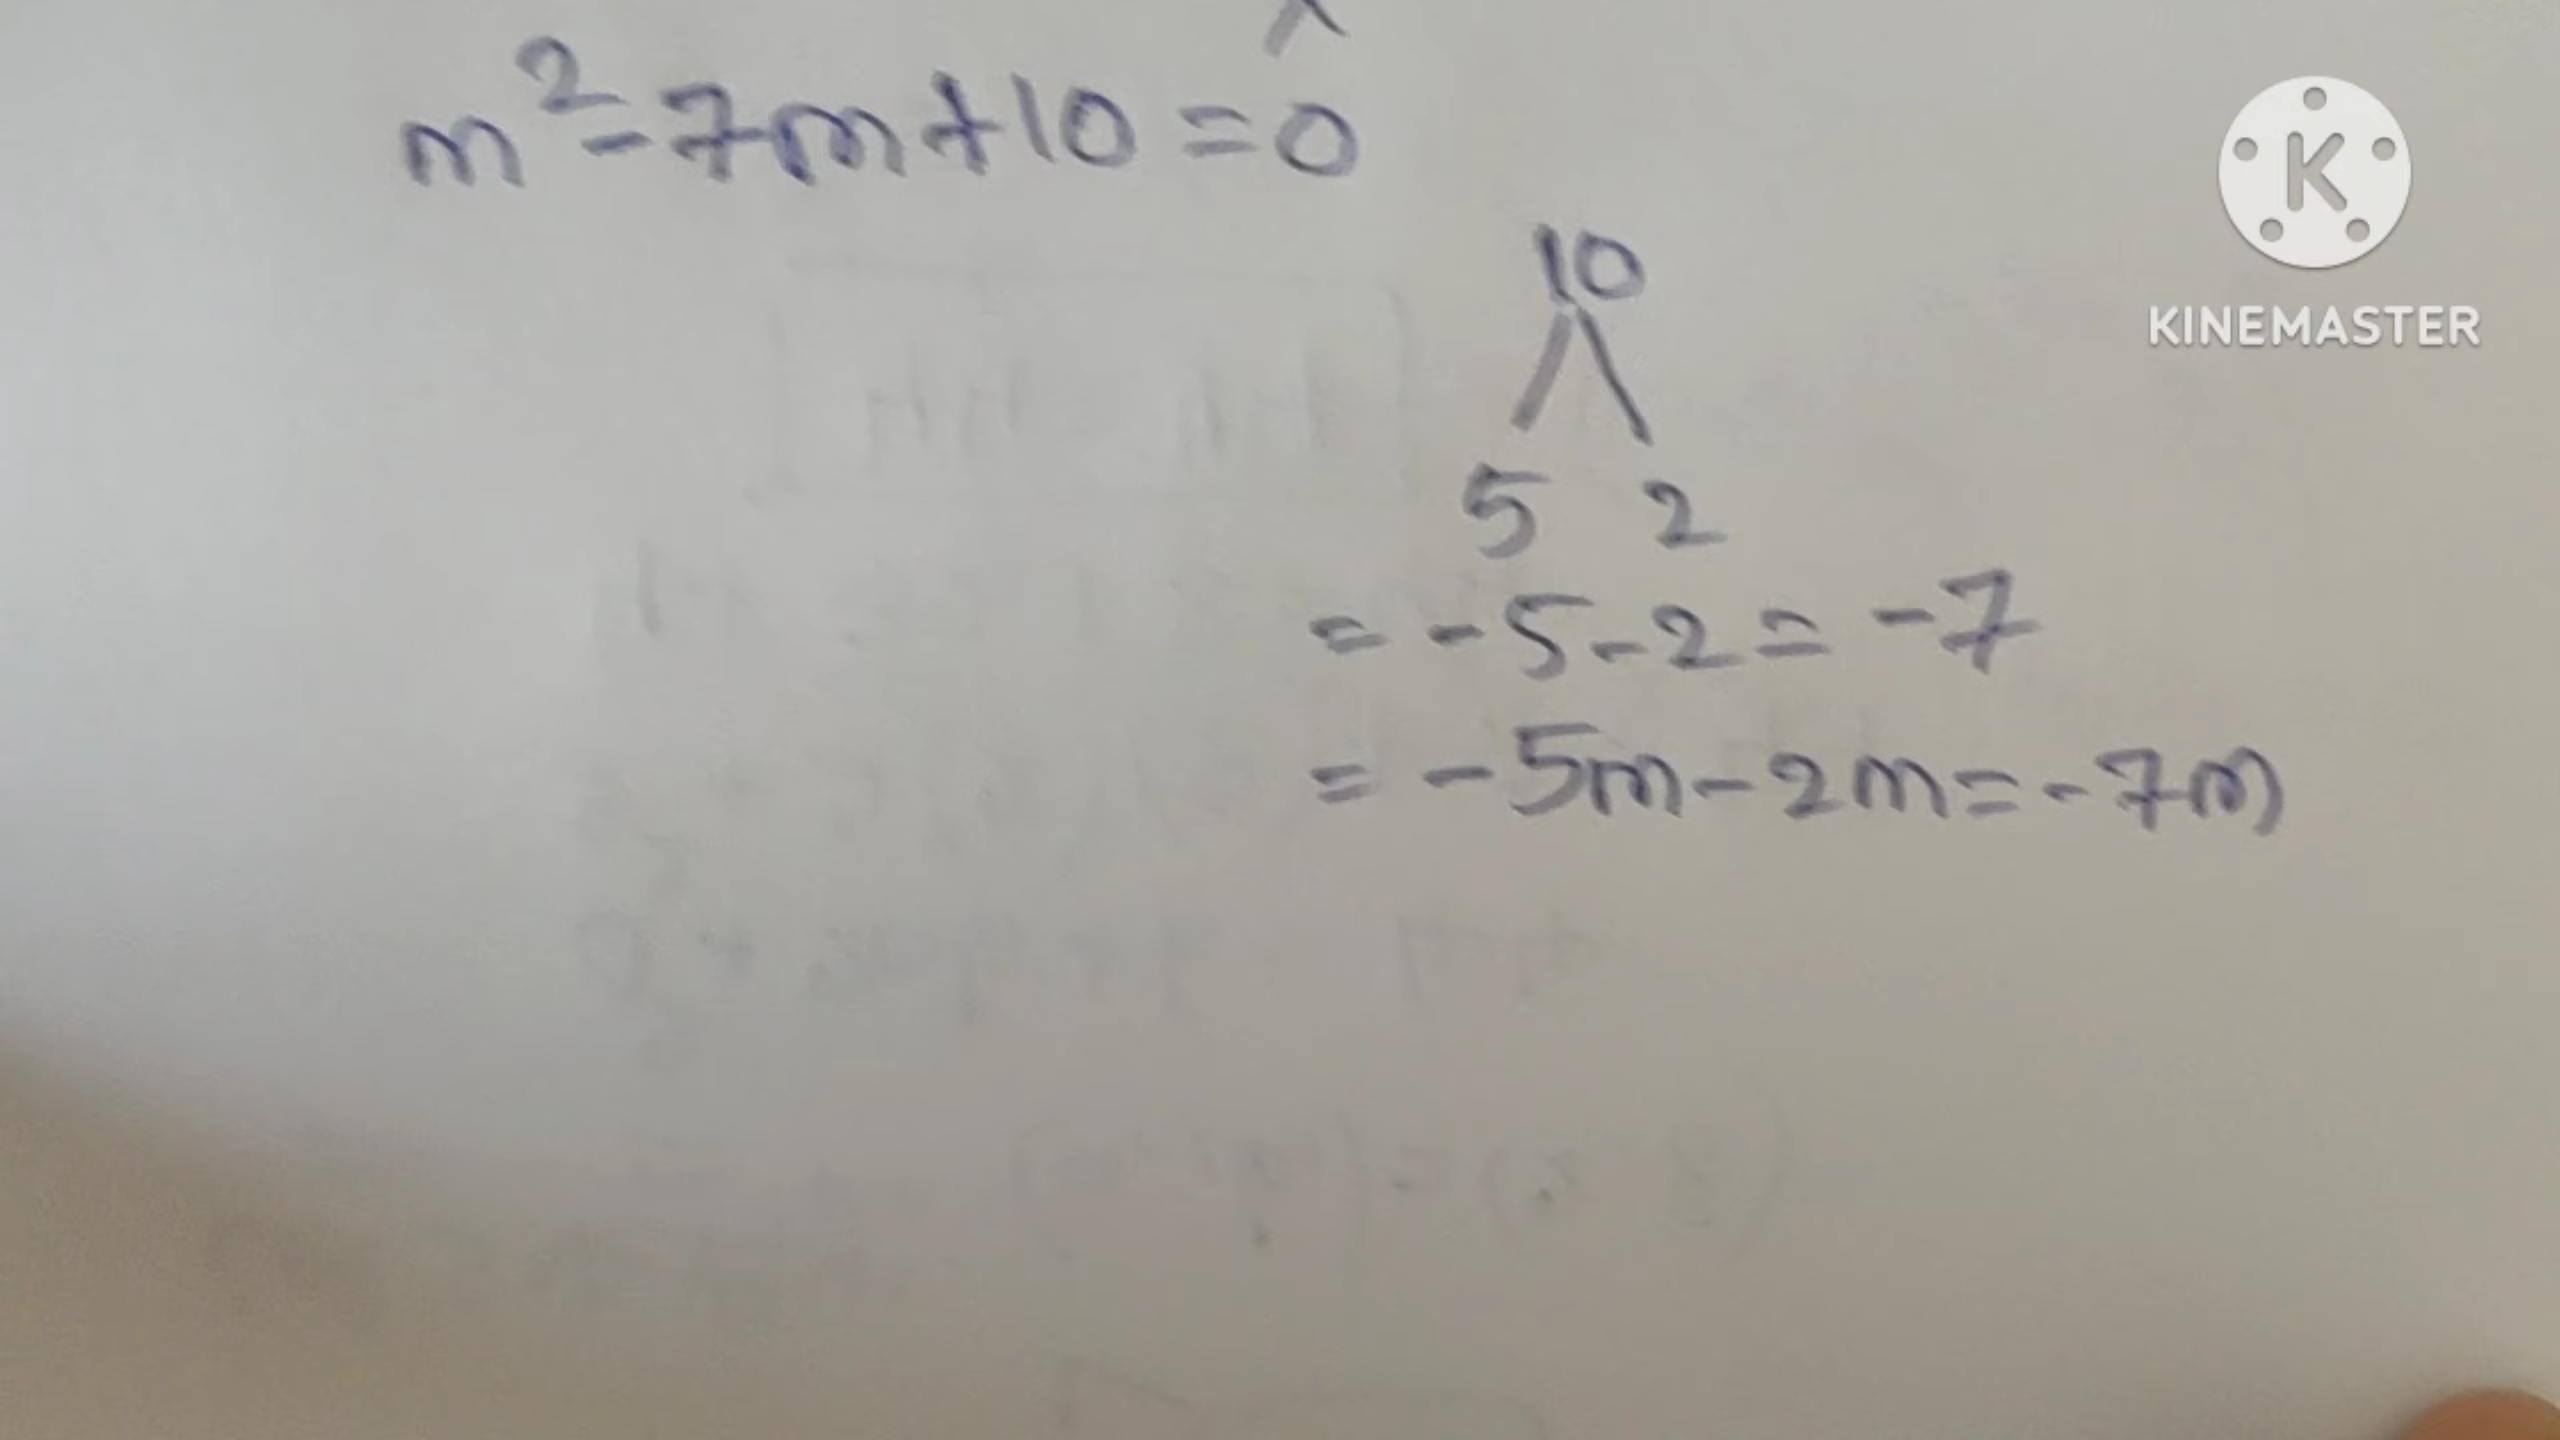 m²-7m+10=0
10
5 2
= -5-2= -7
= -5m-2m=-7m
K
KINEMASTER